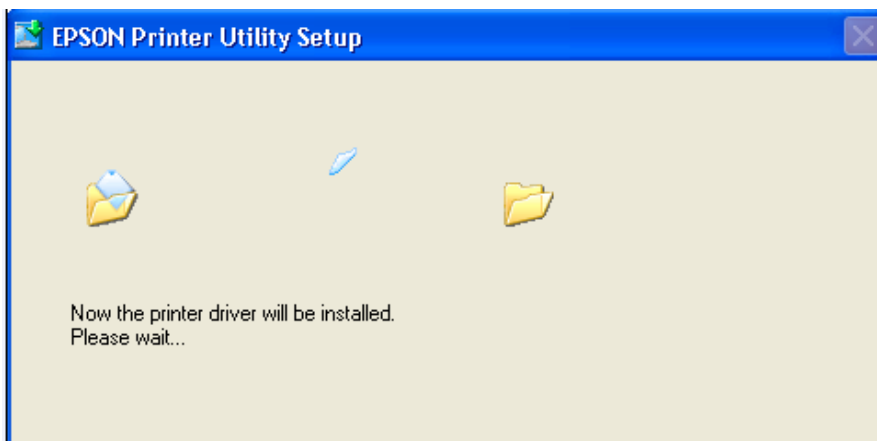 EPSON Printer Utility Setup
Now the printer driver will be installed.
Please wait...